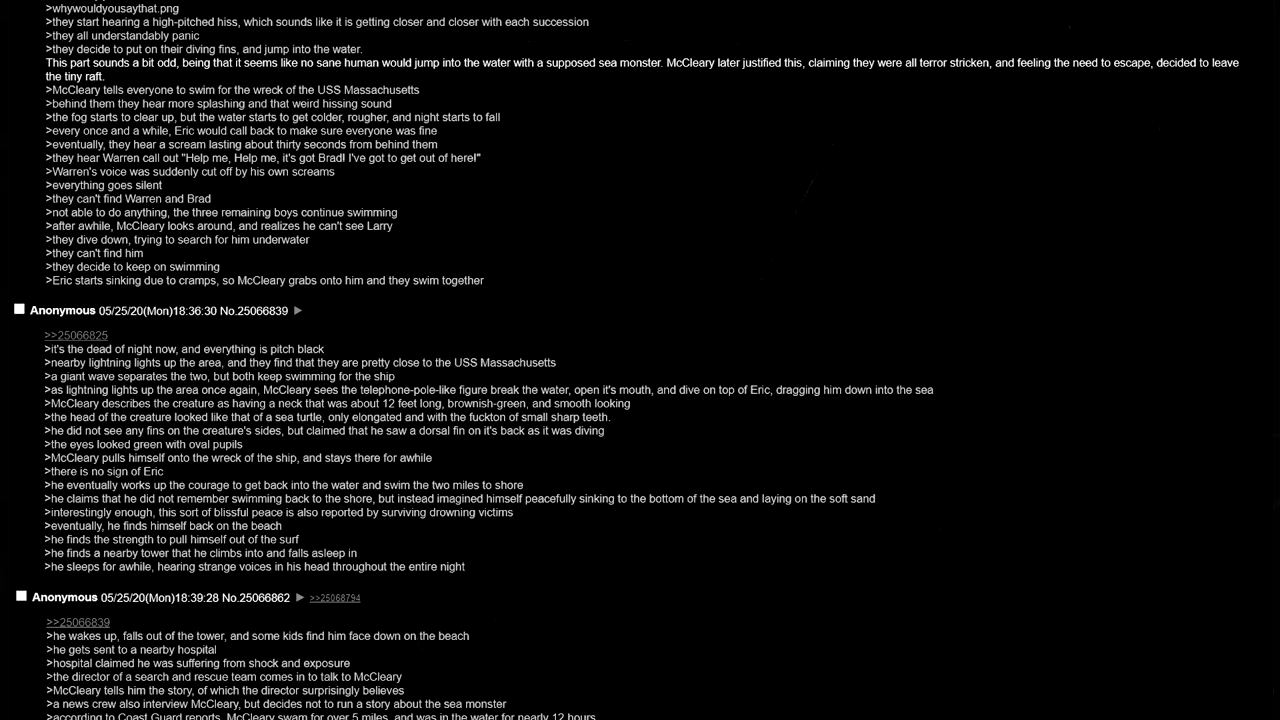 >whywouldyousaythat.png
>they start hearing a high-pitched hiss, which sounds like it is getting closer and closer with each succession
>they all understandably panic
>they decide to put on their diving fins, and jump into the water.
This part sounds a bit odd, being that it seems like no sane human would jump into the water with a supposed sea monster. McCleary later justified this, claiming they were all terror stricken, and feeling the need to escape, decided to leave
the tiny raft.
>McCleary tells everyone to swim for the wreck of the USS Massachusetts
>behind them they hear more splashing and that weird hissing sound
>the fog starts to clear up, but the water starts to get colder, rougher, and night starts to fall
>every once and a while, Eric would call back to make sure everyone was fine
>eventually, they hear a scream lasting about thirty seconds from behind them
>they hear Warren call out "Help me, Help me, it's got Brad! I've got to get out of here!"
>Warren's voice was suddenly cut off by his own screams
>everything goes silent
>they can't find Warren and Brad
>not able to do anything, the three remaining boys continue swimming
>after awhile, McCleary looks around, and realizes he can't see Larry
>they dive down, trying to search for him underwater
>they can't find him
>they decide to keep on swimming
>Eric starts sinking due to cramps, so McCleary grabs onto him and they swim together
Anonymous 05/25/20(Mon)18:36:30 No.25066839 ▶
>>25066825
>it's the dead of night now, and everything is pitch black
>nearby lightning lights up the area, and they find that they are pretty close to the USS Massachusetts
>a giant wave separates the two, but both keep swimming for the ship
>as lightning lights up the area once again, McCleary sees the telephone-pole-like figure break the water, open it's mouth, and dive on top of Eric, dragging him down into the sea
>McCleary describes the creature as having a neck that was about 12 feet long, brownish-green, and smooth looking
>the head of the creature looked like that of a sea turtle, only elongated and with the fuckton of small sharp teeth.
>he did not see any fins on the creature's sides, but claimed that he saw a dorsal fin on it's back as it was diving
>the eyes looked green with oval pupils
>McCleary pulls himself onto the wreck of the ship, and stays there for awhile
>there is no sign of Eric
>he eventually works up the courage to get back into the water and swim the two miles to shore
>he claims that he did not remember swimming back to the shore, but instead imagined himself peacefully sinking to the bottom of the sea and laying on the soft sand
>interestingly enough, this sort of blissful peace is also reported by surviving drowning victims
>eventually, he finds himself back on the beach
>he finds the strength to pull himself out of the surf
>he finds a nearby tower that he climbs into and falls asleep in
>he sleeps for awhile, hearing strange voices in his head throughout the entire night
Anonymous 05/25/20(Mon)18:39:28 No.25066862 ▶ >>25068794
>>25066839
>he wakes up, falls out of the tower, and some kids find him face down on the beach
>he gets sent to a nearby hospital
>hospital claimed he was suffering from shock and exposure
>the director of a search and rescue team comes in to talk to McCleary
>McCleary tells him the story, of which the director surprisingly believes
>a news crew also interview McCleary, but decides not to run a story about the sea monster
>according to Coast Guard reports, McCleary swam for over 5 miles, and was in the water for nearly 12 hours